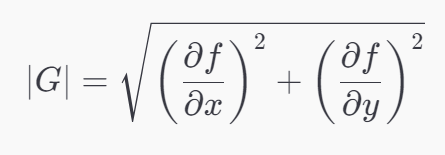 |G| = √((∂f/∂x)² + (∂f/∂y)²)